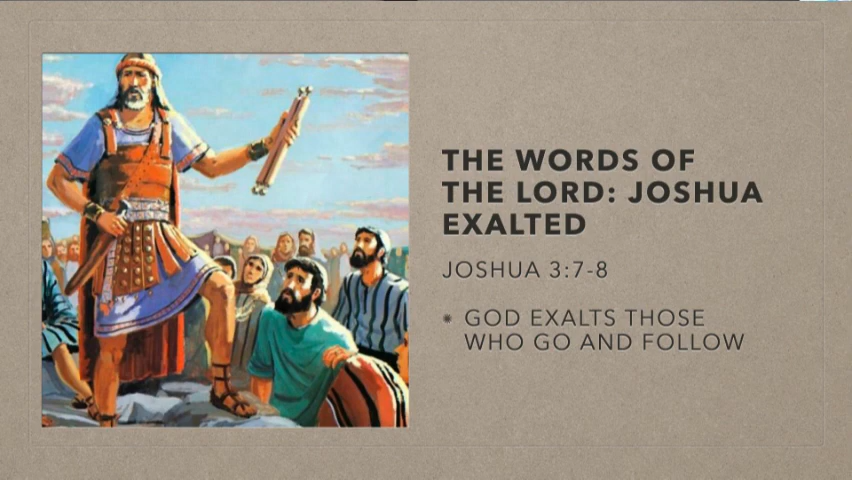 THE WORDS OF
THE LORD: JOSHUA
EXALTED
JOSHUA 3:7-8
GOD EXALTS THOSE
WHO GO AND FOLLOW